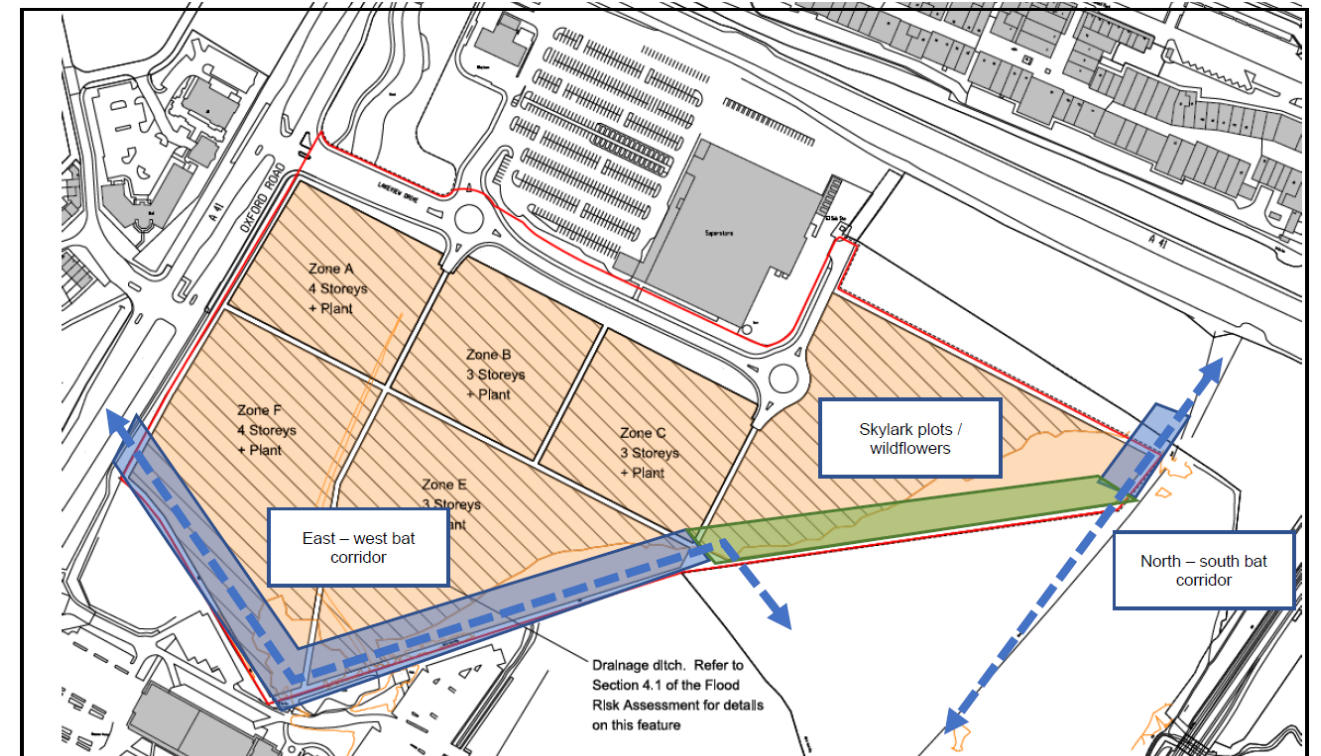 OXFORD ROAD
A 41
LAKEVIEW DRIVE
Superstore
A 41
Zone A
4 Storeys
+ Plant
Zone B
3 Storeys
+ Plant
Zone F
4 Storeys
+ Plant
Zone C
3 Storeys
+ Plant
Skylark plots /
wildflowers
Zone E
3 Storeys
ant
East – west bat
corridor
North – south bat
corridor
Drainage ditch. Refer to
Section 4.1 of the Flood
Risk Assessment for details
on this feature